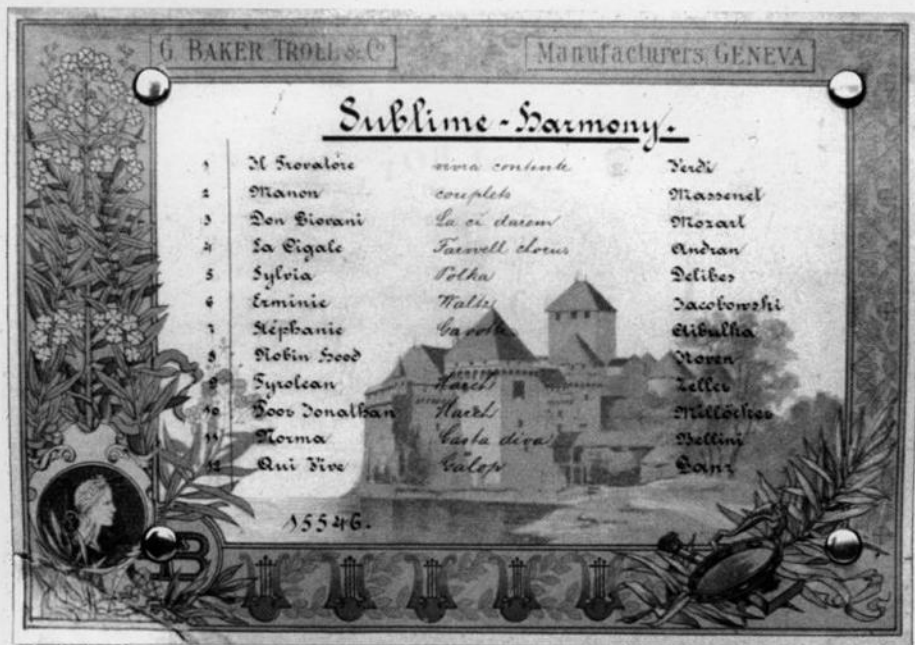 G. BAKER TROLL & Co Manufacturers GENEVA
Sublime-Harmony.
1 Il Trovatóre vivra contente Verdi
2 Manon couplets Massenet
3 Don Giovani La ci darem Mozart
4 La Cigale Farwell chorus Andran
5 Sylvia Polka Delibes
6 Erminie Waltz Jacobowski
7 Stéphanie Gavotte Czibulka
8 Robin Hood Koven
9 Tyrolean March Zeller
10 Poor Jonathan March Millöcker
11 Norma Casta diva Bellini
12 Qui Vive Galop Ganz
15546.
B